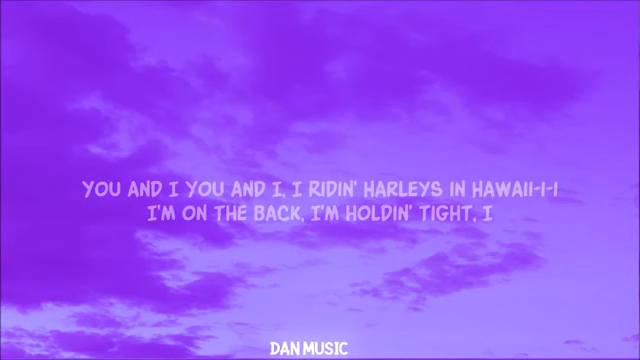 YOU AND I YOU AND I, I RIDIN' HARLEYS IN HAWAII-I-I
I'M ON THE BACK, I'M HOLDIN' TIGHT, I
DAN MUSIC